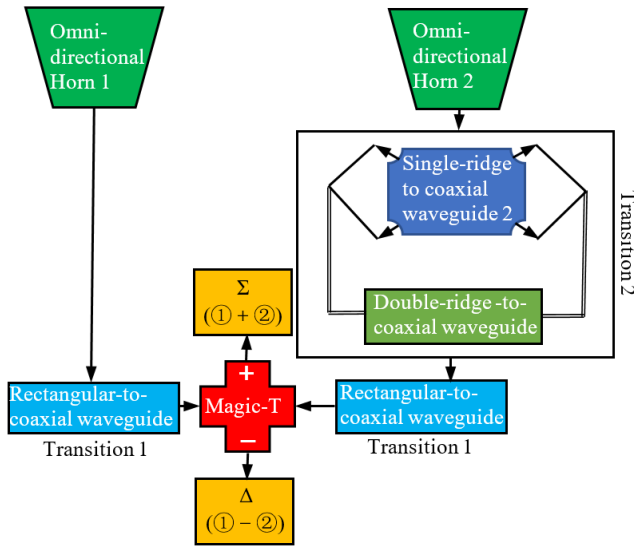 Omni-
directional
Horn 1
Omni-
directional
Horn 2
Single-ridge
to coaxial
waveguide 2
Transition 2
Double-ridge -to-
coaxial waveguide
Σ
(① + ②)
+
Magic-T
−
Rectangular-to-
coaxial waveguide
Transition 1
Rectangular-to-
coaxial waveguide
Transition 1
Δ
(① − ②)